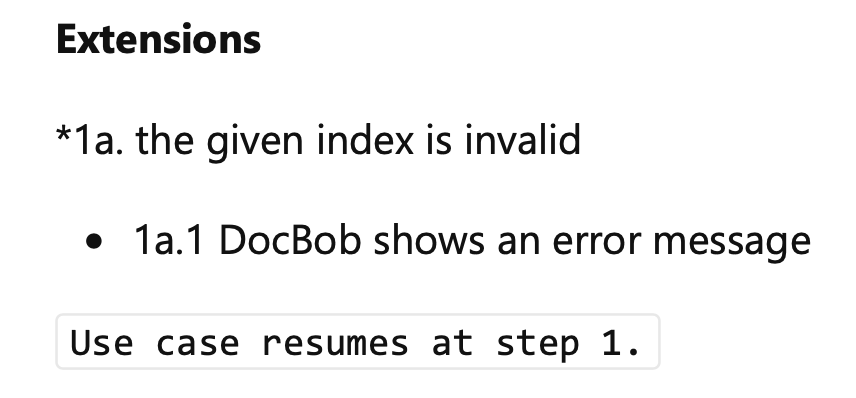 Extensions
*1a. the given index is invalid
• 1a.1 DocBob shows an error message
Use case resumes at step 1.